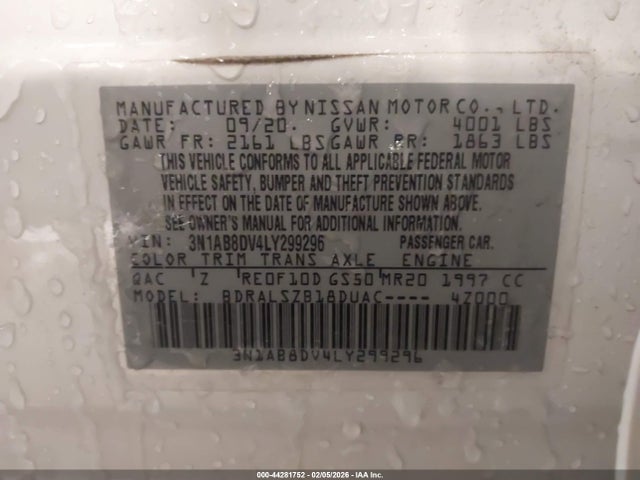 MANUFACTURED BY NISSAN MOTOR CO., LTD.
DATE: 09/20. GVWR: 4001 LBS
GAWR FR: 2161 LBS GAWR RR: 1863 LBS
THIS VEHICLE CONFORMS TO ALL APPLICABLE FEDERAL MOTOR
VEHICLE SAFETY, BUMPER AND THEFT PREVENTION STANDARDS
IN EFFECT ON THE DATE OF MANUFACTURE SHOWN ABOVE.
SEE OWNER'S MANUAL FOR ADDITIONAL INFORMATION.
VIN: 3N1AB8DV4LY299296 PASSENGER CAR.
COLOR TRIM TRANS AXLE ENGINE
QAC Z RE0F10D GS50 MR20 1997 CC
MODEL: BDRALSZB18DUAC---- 4Z000
3N1AB8DV4LY299296
000-44281752 - 02/05/2026 - IAA Inc.